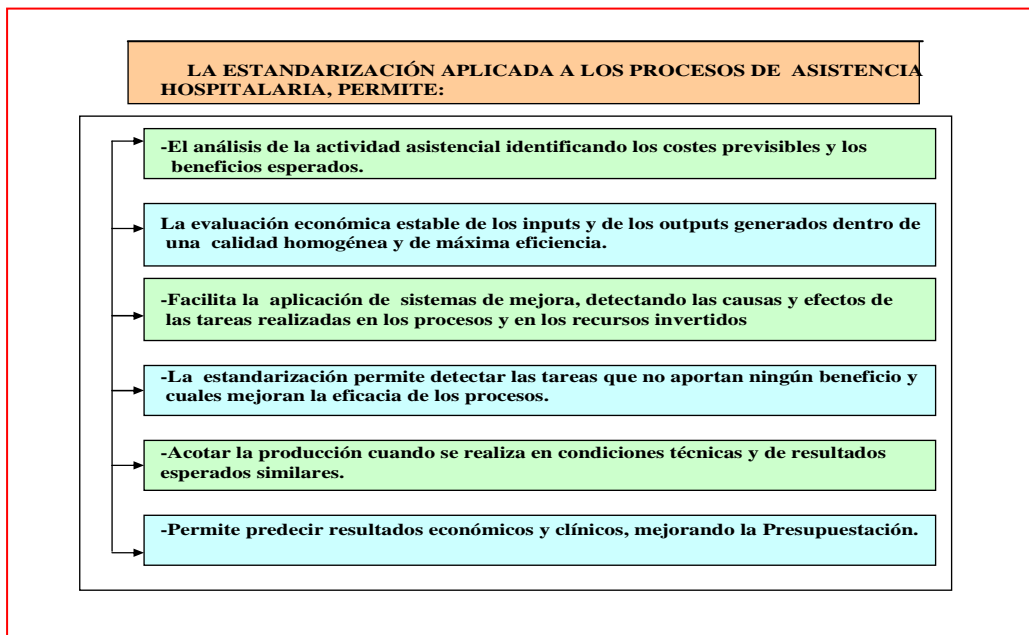 LA ESTANDARIZACIÓN APLICADA A LOS PROCESOS DE ASISTENCIA
HOSPITALARIA, PERMITE:
-El análisis de la actividad asistencial identificando los costes previsibles y los
beneficios esperados.
La evaluación económica estable de los inputs y de los outputs generados dentro de
una calidad homogénea y de máxima eficiencia.
-Facilita la aplicación de sistemas de mejora, detectando las causas y efectos de
las tareas realizadas en los procesos y en los recursos invertidos
-La estandarización permite detectar las tareas que no aportan ningún beneficio y
cuales mejoran la eficacia de los procesos.
-Acotar la producción cuando se realiza en condiciones técnicas y de resultados
esperados similares.
-Permite predecir resultados económicos y clínicos, mejorando la Presupuestación.